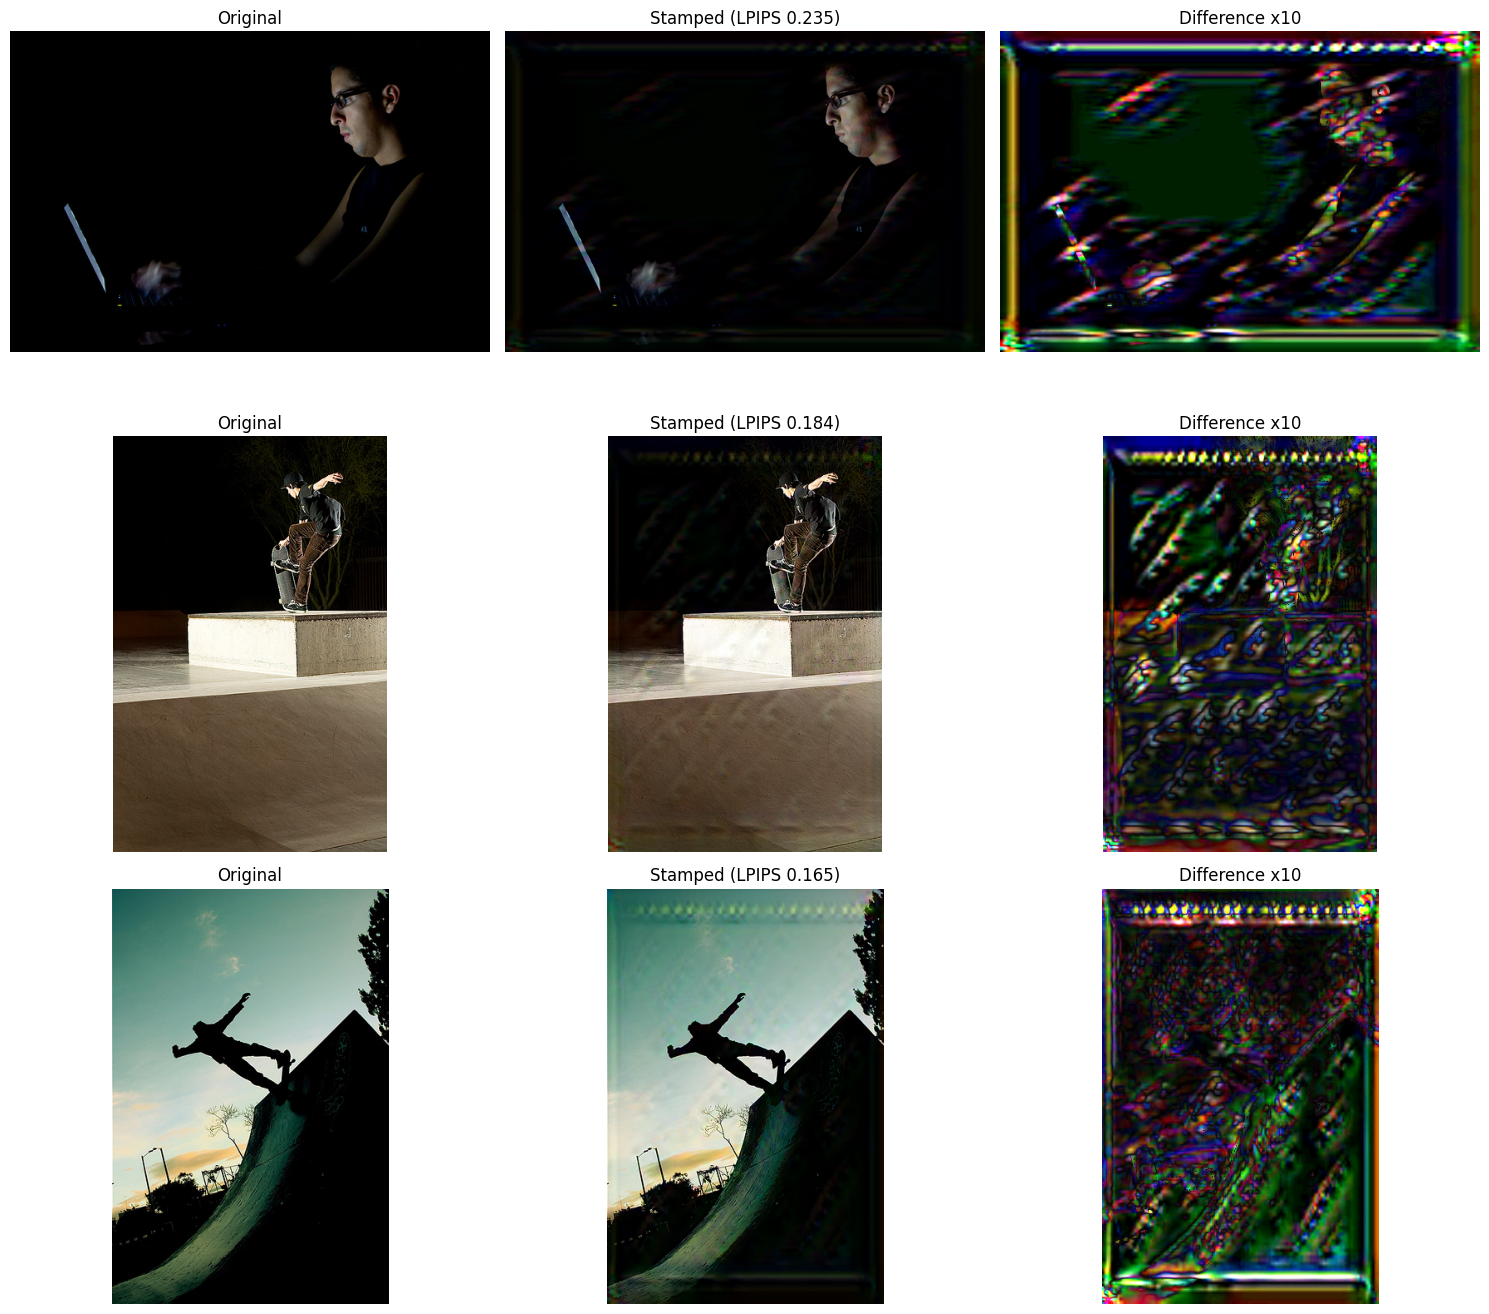 Original
Stamped (LPIPS 0.235)
Difference x10
Original
Stamped (LPIPS 0.184)
Difference x10
Original
Stamped (LPIPS 0.165)
Difference x10